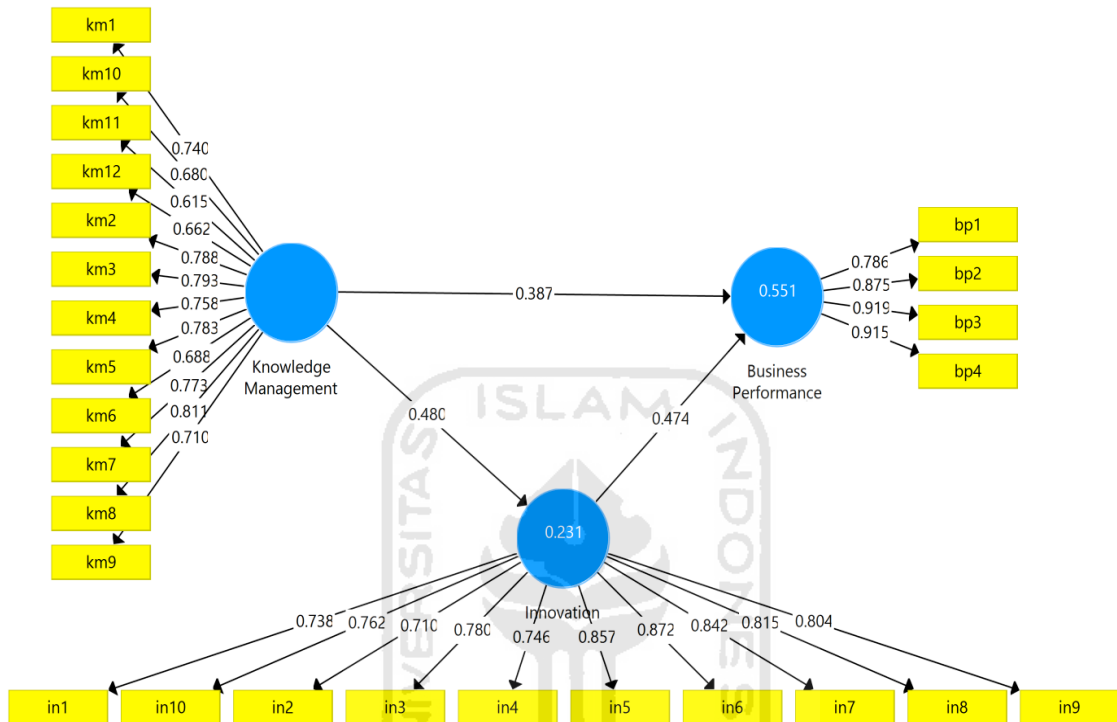 km1
km10
km11
km12
km2
km3
km4
km5
km6
km7
km8
km9
0.740
0.680
0.615
0.662
0.788
0.793
0.758
0.783
0.688
0.773
0.811
0.710
Knowledge
Management
0.387
0.480
0.474
0.551
Business
Performance
0.786
0.875
0.919
0.915
bp1
bp2
bp3
bp4
0.231
Innovation
0.738
0.762
0.710
0.780
0.746
0.857
0.872
0.842
0.815
0.804
in1
in10
in2
in3
in4
in5
in6
in7
in8
in9
ISLAM